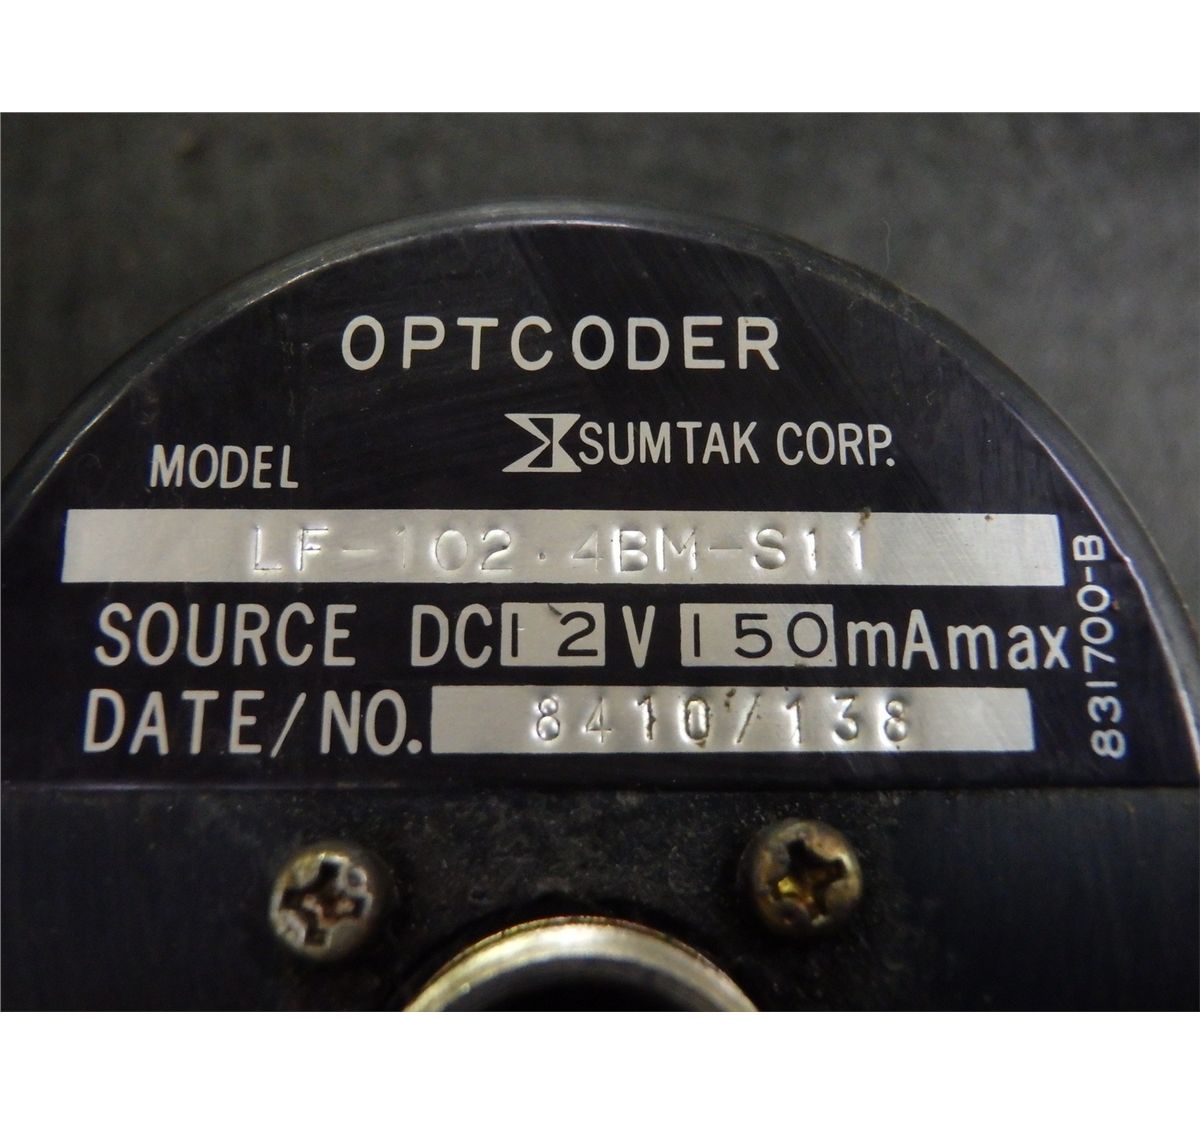 OPTCODER
SUMTAK CORP.
MODEL
LF-102.4BM-S11
SOURCE DC 12 V 150 mAmax
DATE/NO. 8410/138
831700-B